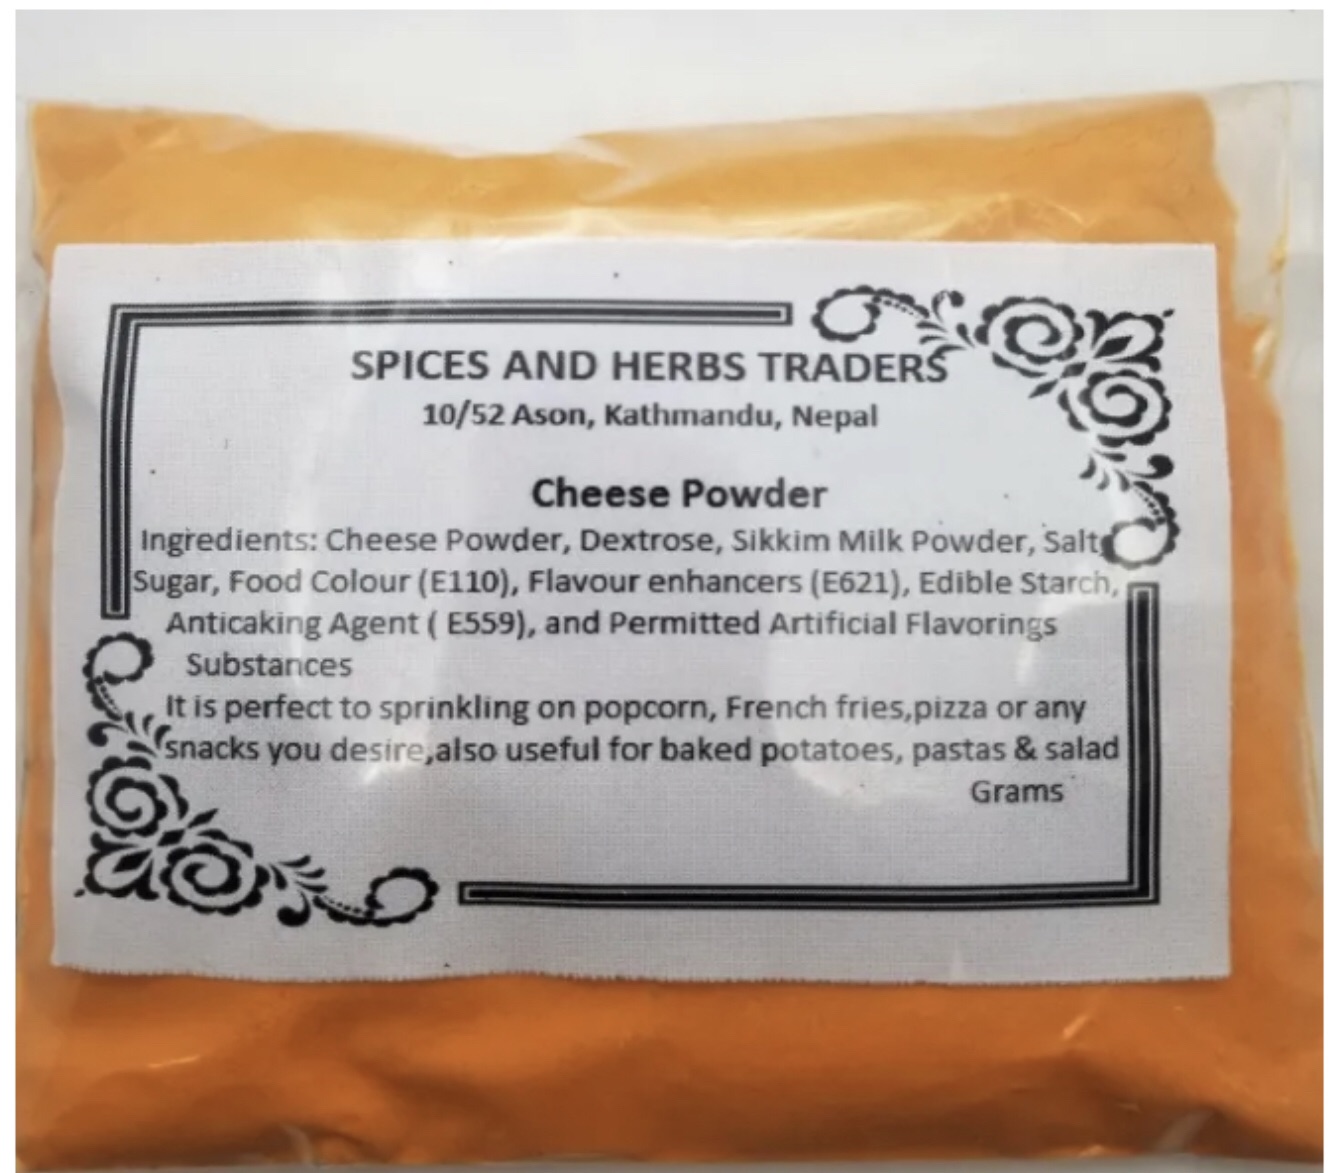 SPICES AND HERBS TRADERS
10/52 Ason, Kathmandu, Nepal
Cheese Powder
Ingredients: Cheese Powder, Dextrose, Sikkim Milk Powder, Salt,
Sugar, Food Colour (E110), Flavour enhancers (E621), Edible Starch,
Anticaking Agent ( E559), and Permitted Artificial Flavorings
Substances
It is perfect to sprinkling on popcorn, French fries,pizza or any
snacks you desire,also useful for baked potatoes, pastas & salad
Grams